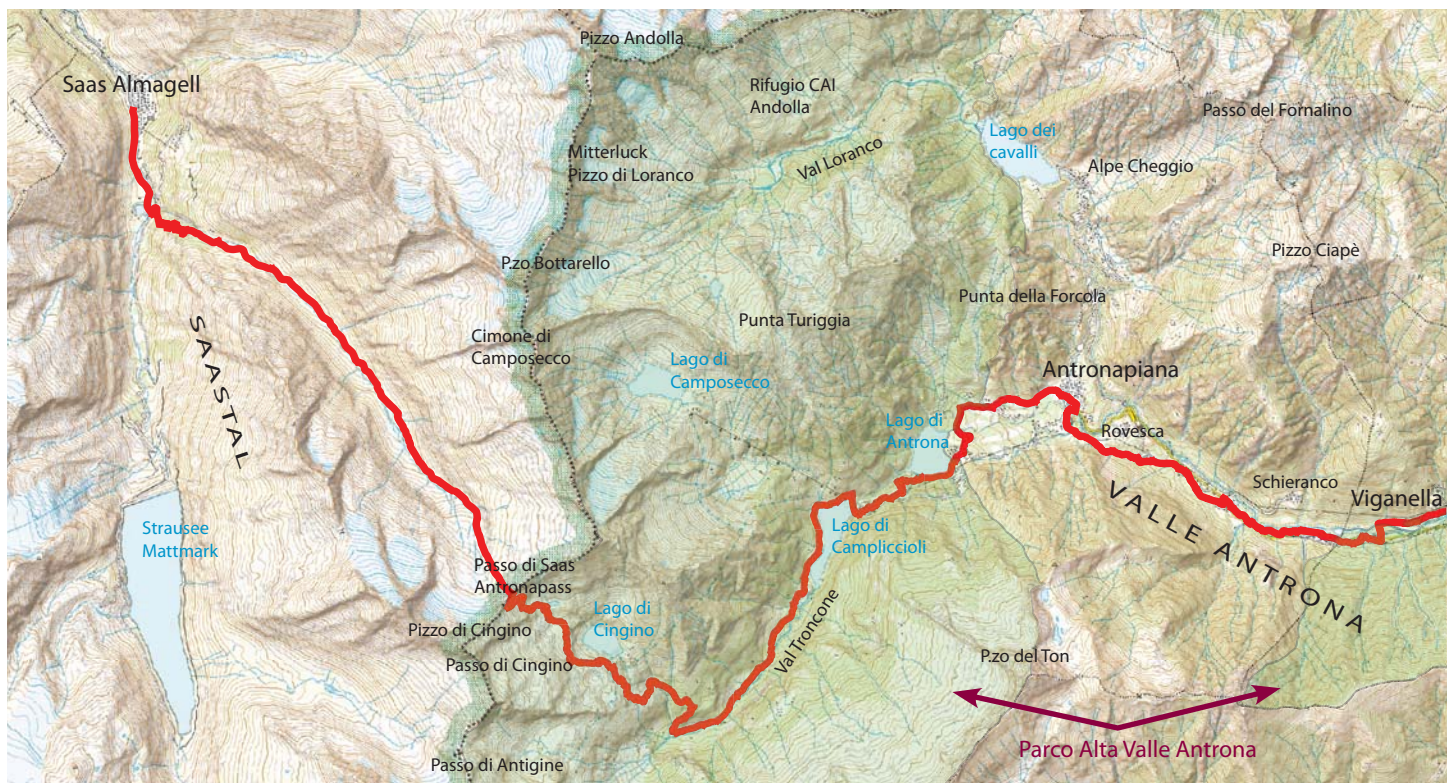 Pizzo Andolla
Saas Almagell
Rifugio CAI
Andolla
Passo del Fornalino
Lago dei
cavalli
Mitterluck
Pizzo di Loranco
Val Loranco
Alpe Cheggio
Pizzo Ciapè
P.zo Bottarello
Punta della Forcola
SAASTAL
Cimone di
Camposecco
Punta Turiggia
Lago di
Camposecco
Antronapiana
Lago di
Antrona
Rovesca
Schieranco
Viganella
VALLE ANTRONA
Strausee
Mattmark
Lago di
Campliccioli
Passo di Saas
Antronapass
Lago di
Cingino
Pizzo di Cingino
Passo di Cingino
Val Troncone
P.zo del Ton
Parco Alta Valle Antrona
Passo di Antigine